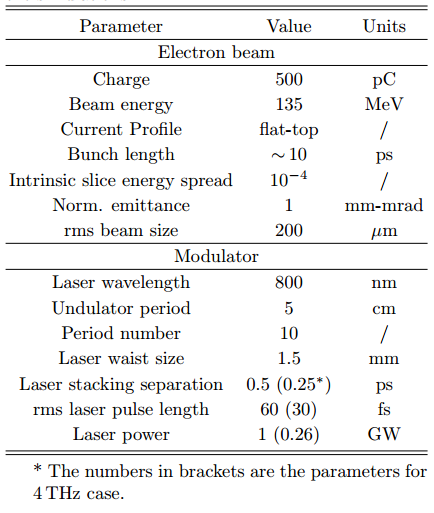 Parameter Value Units
Electron beam
Charge 500 pC
Beam energy 135 MeV
Current Profile flat-top /
Bunch length ∼ 10 ps
Intrinsic slice energy spread 10⁻⁴ /
Norm. emittance 1 mm-mrad
rms beam size 200 μm
Modulator
Laser wavelength 800 nm
Undulator period 5 cm
Period number 10 /
Laser waist size 1.5 mm
Laser stacking separation 0.5 (0.25*) ps
rms laser pulse length 60 (30) fs
Laser power 1 (0.26) GW
* The numbers in brackets are the parameters for
4 THz case.